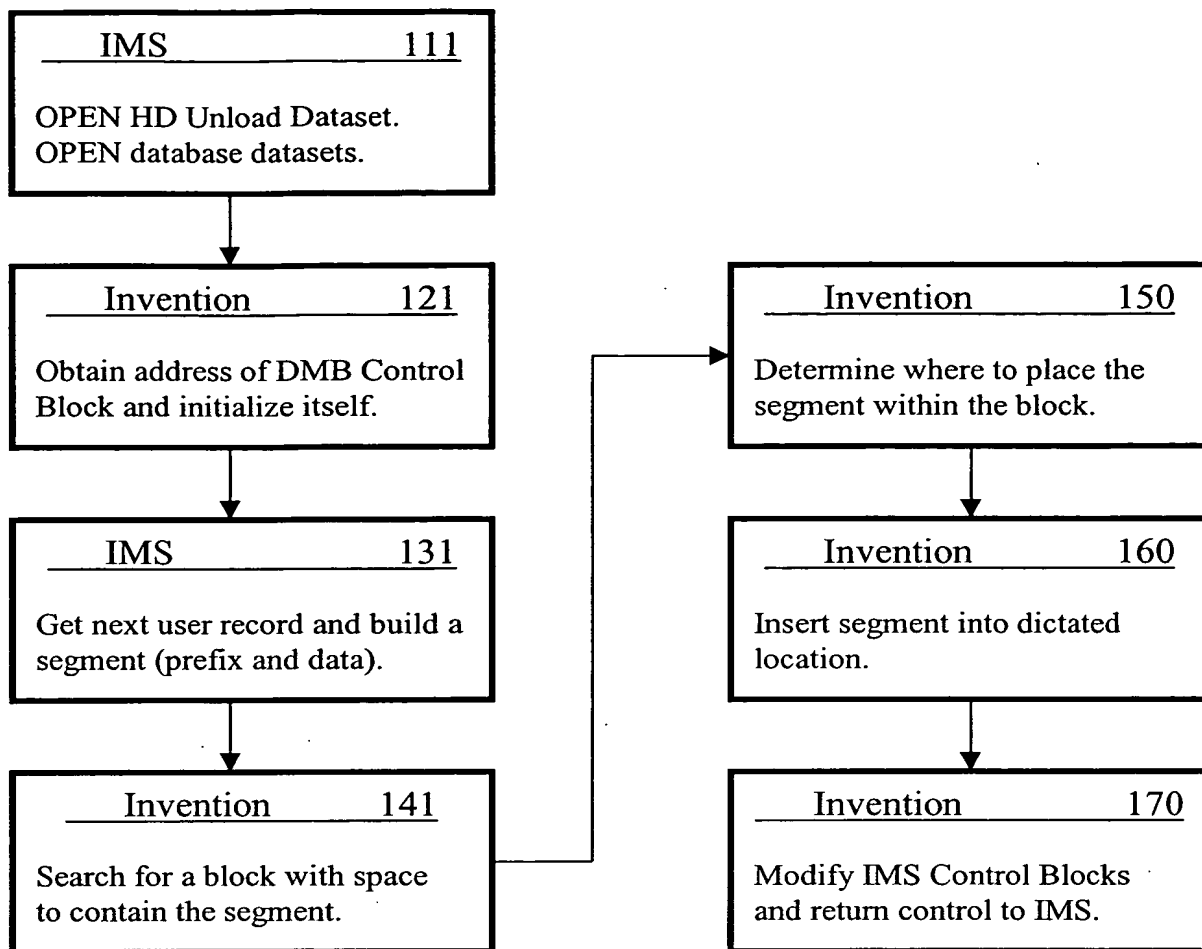 IMS 111
OPEN HD Unload Dataset.
OPEN database datasets.
Invention 121
Obtain address of DMB Control
Block and initialize itself.
IMS 131
Get next user record and build a
segment (prefix and data).
Invention 141
Search for a block with space
to contain the segment.
Invention 150
Determine where to place the
segment within the block.
Invention 160
Insert segment into dictated
location.
Invention 170
Modify IMS Control Blocks
and return control to IMS.